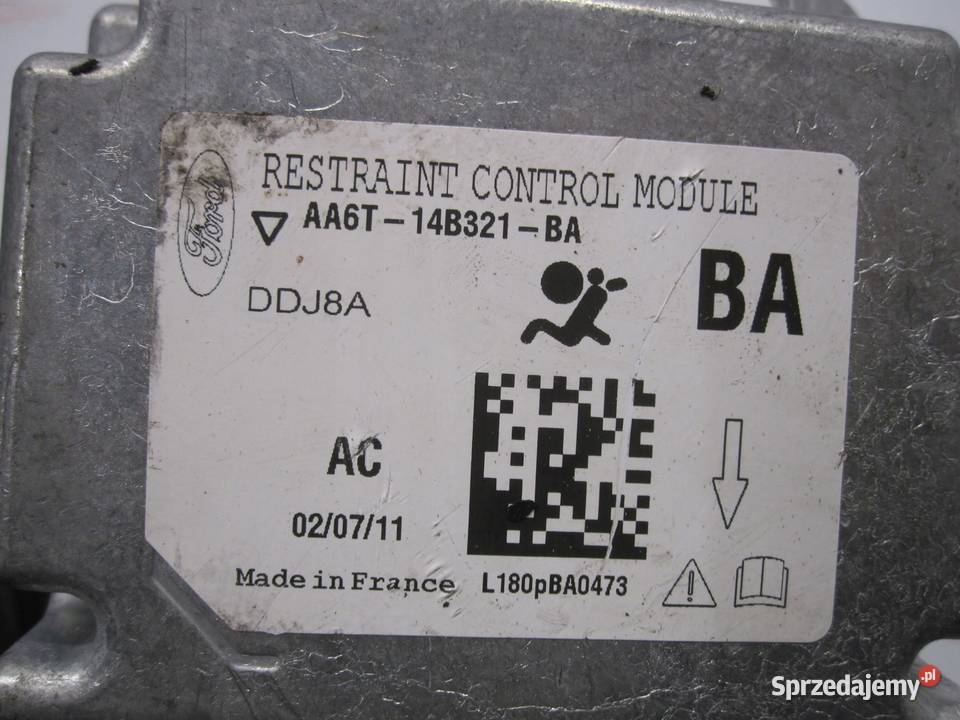 Ford
RESTRAINT CONTROL MODULE
AA6T-14B321-BA
DDJ8A
BA
AC
02/07/11
Made in France
L180pBA0473
Sprzedajemy.pl